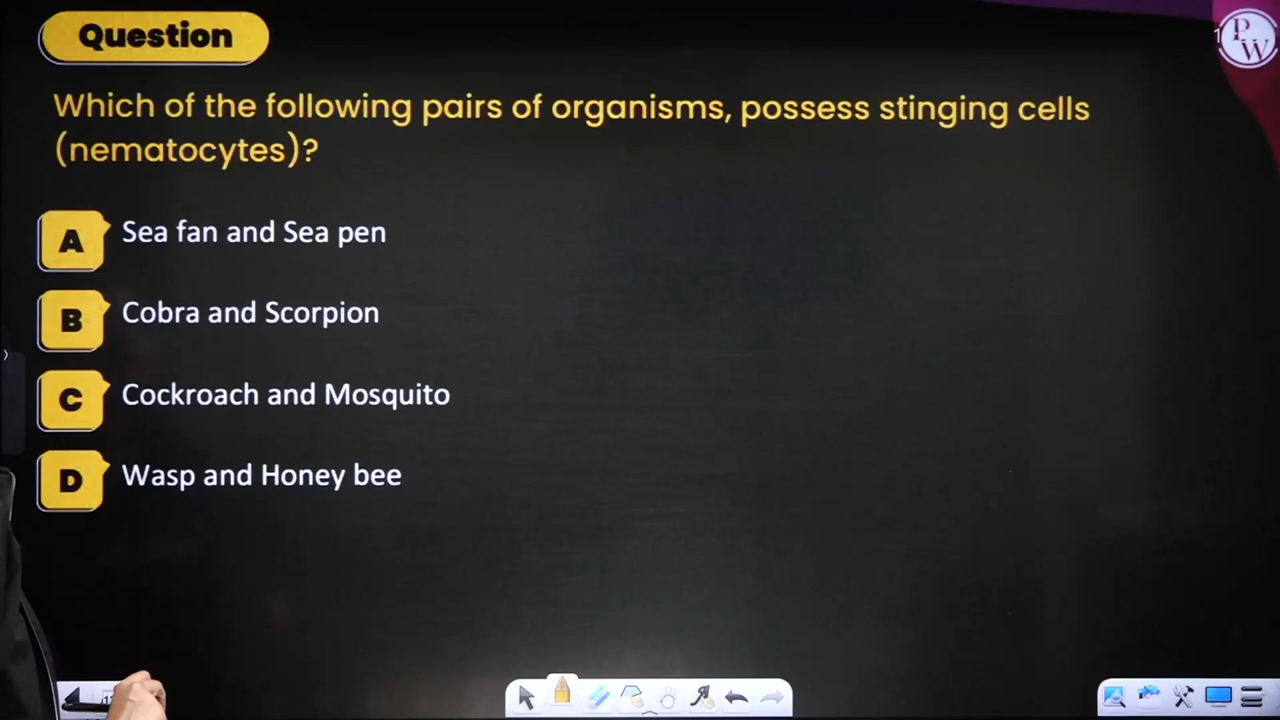 Question
Which of the following pairs of organisms, possess stinging cells
(nematocytes)?
A Sea fan and Sea pen
B Cobra and Scorpion
C Cockroach and Mosquito
D Wasp and Honey bee
PW